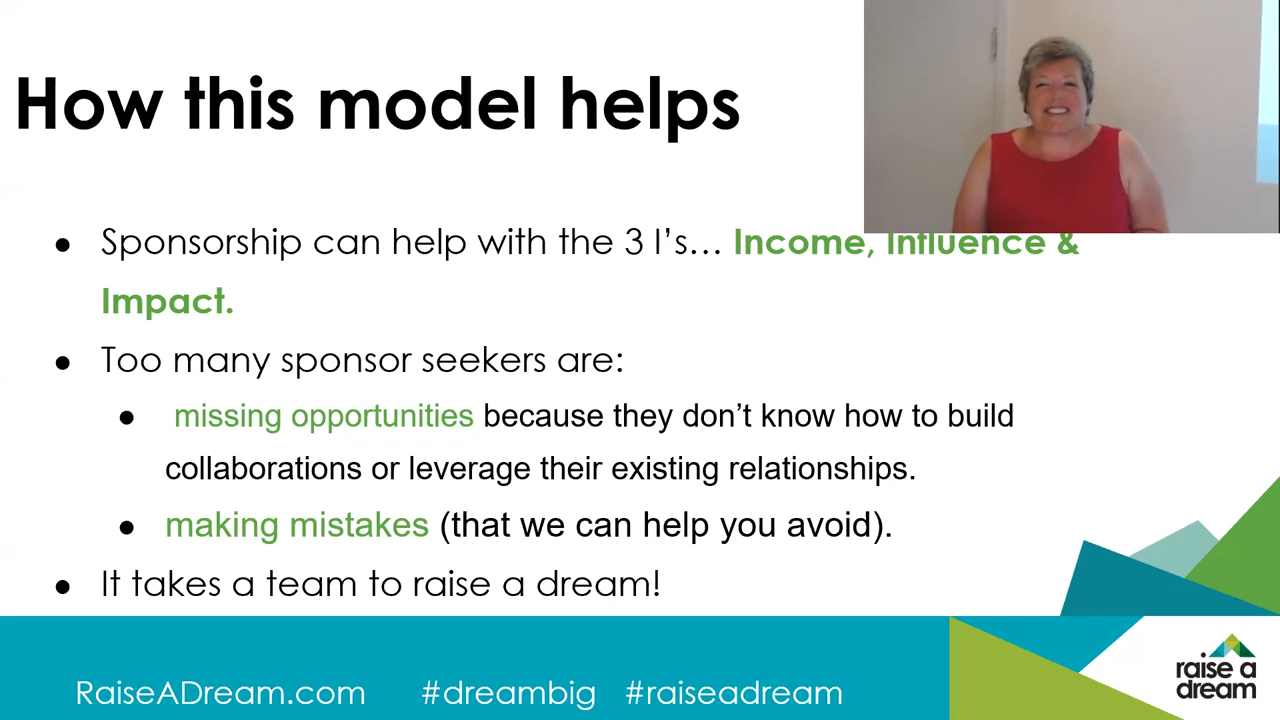 How this model helps
● Sponsorship can help with the 3 I’s… Income, Influence &
Impact.
● Too many sponsor seekers are:
● missing opportunities because they don’t know how to build
collaborations or leverage their existing relationships.
● making mistakes (that we can help you avoid).
● It takes a team to raise a dream!
RaiseADream.com #dreambig #raiseadream
raise a
dream